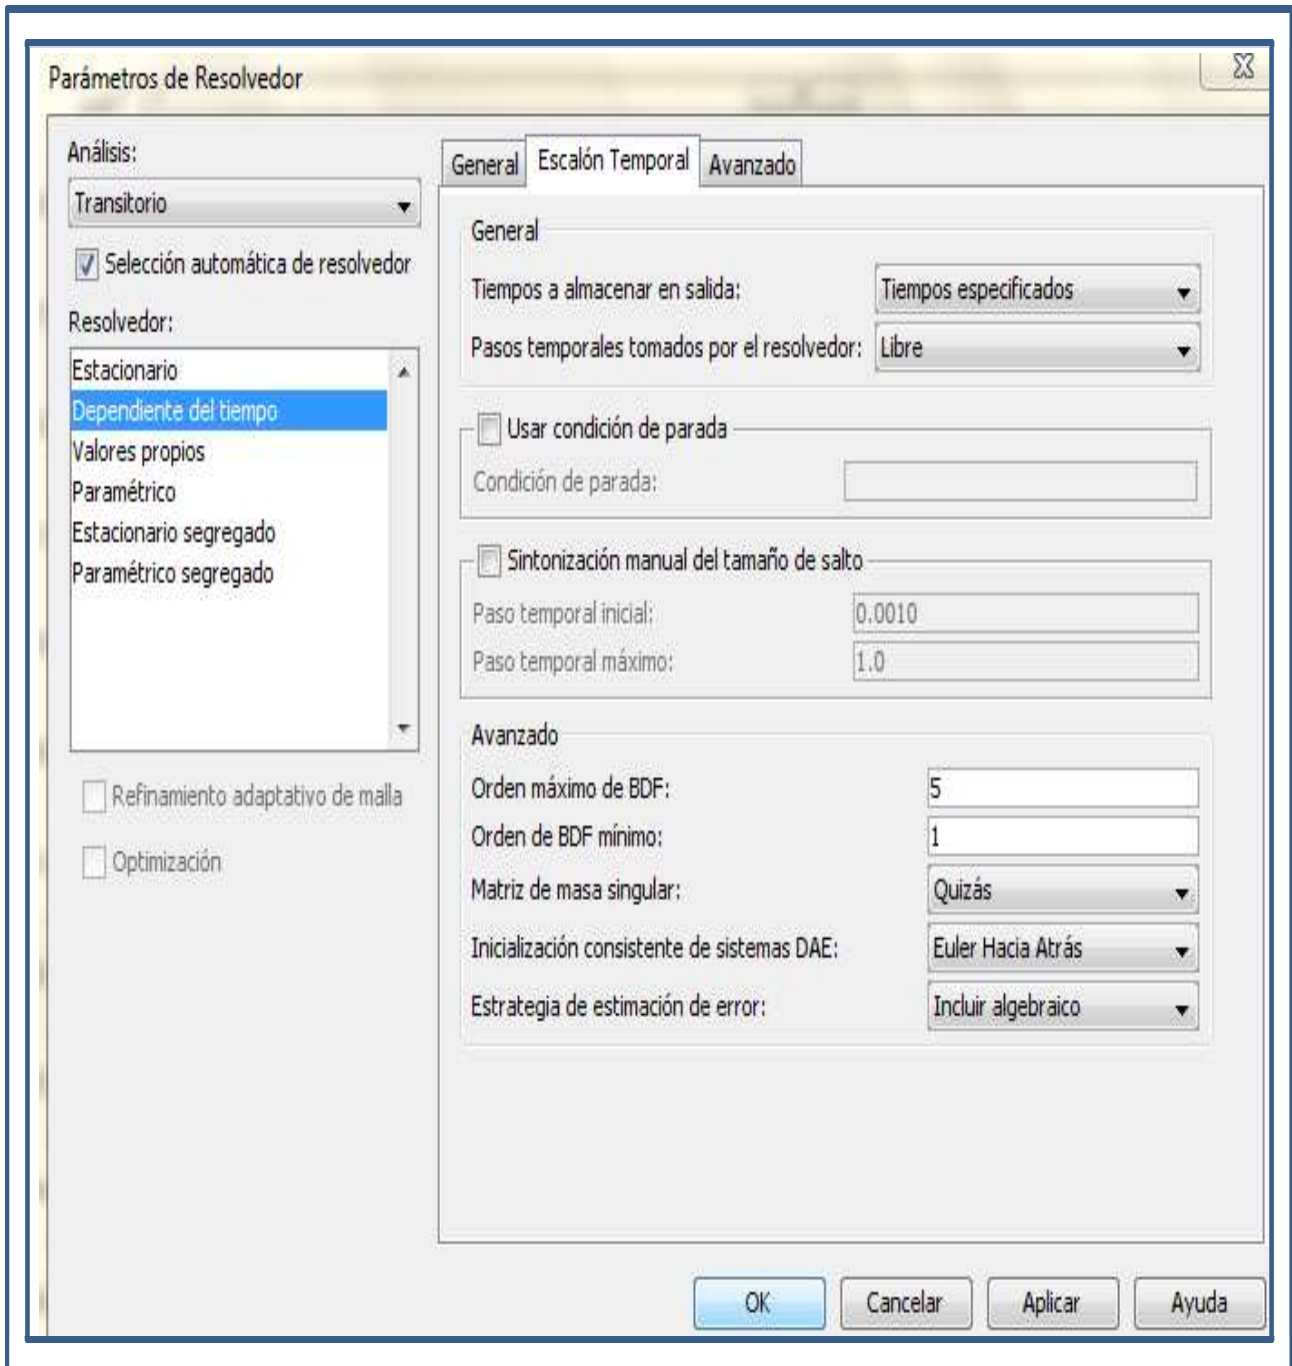 Parámetros de Resolvedor
Análisis:
Transitorio
Selección automática de resolvedor
Resolvedor:
Estacionario
Dependiente del tiempo
Valores propios
Paramétrico
Estacionario segregado
Paramétrico segregado
Refinamiento adaptativo de malla
Optimización
General Escalón Temporal Avanzado
General
Tiempos a almacenar en salida: Tiempos especificados
Pasos temporales tomados por el resolvedor: Libre
Usar condición de parada
Condición de parada:
Sintonización manual del tamaño de salto
Paso temporal inicial: 0.0010
Paso temporal máximo: 1.0
Avanzado
Orden máximo de BDF: 5
Orden de BDF mínimo: 1
Matriz de masa singular: Quizás
Inicialización consistente de sistemas DAE: Euler Hacia Atrás
Estrategia de estimación de error: Incluir algebraico
OK Cancelar Aplicar Ayuda